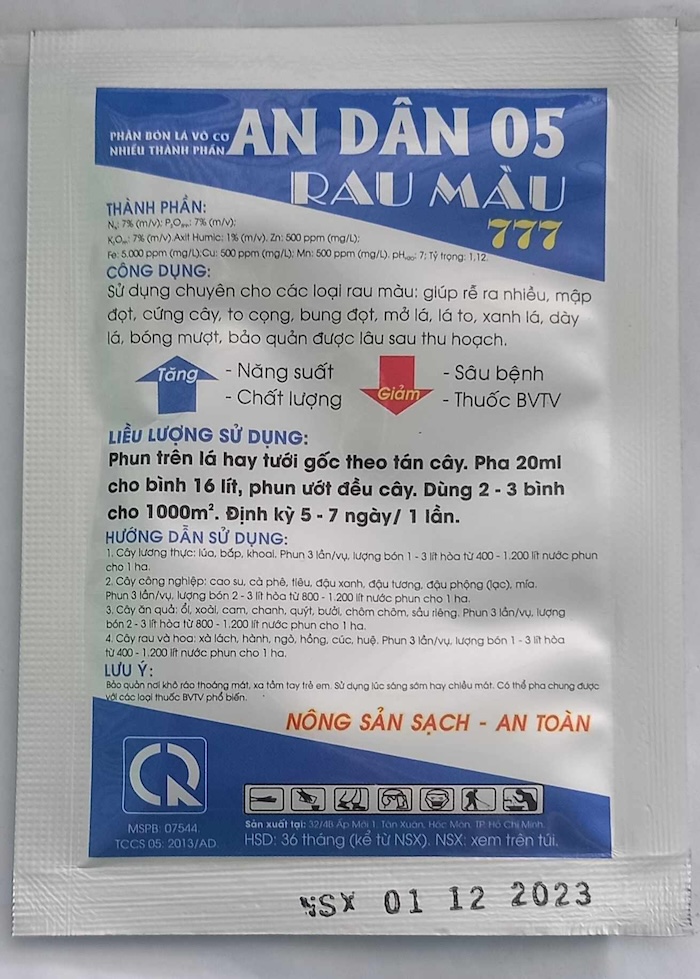 PHÂN BÓN LÁ VÔ CƠ
NHIỀU THÀNH PHẦN
AN DÂN 05
RAU MÀU
777
THÀNH PHẦN:
7% (m/v); 7% (m/v);
7% (m/v) Axit Humic: 1% (m/v), Zn: 500 ppm (mg/L);
Fe: 5.000 ppm (mg/L).Cu: 500 ppm (mg/L); Mn: 500 ppm (mg/L). 7; Tỷ trọng: 1,12.
CÔNG DỤNG:
Sử dụng chuyên cho các loại rau màu: giúp rễ ra nhiều, mập
đọt, cứng cây, to cọng, bung đọt, mở lá, lá to, xanh lá, dày
lá, bóng mượt, bảo quản được lâu sau thu hoạch.
Tăng
- Năng suất
- Chất lượng
Giảm
- Sâu bệnh
- Thuốc BVTV
LIỀU LƯỢNG SỬ DỤNG:
Phun trên lá hay tưới gốc theo tán cây. Pha 20ml
cho bình 16 lít, phun ướt đều cây. Dùng 2 - 3 bình
cho 1000m². Định kỳ 5 - 7 ngày/ 1 lần.
HƯỚNG DẪN SỬ DỤNG:
1. Cây lương thực: lúa, bắp, khoai. Phun 3 lần/vụ, lượng bón 1 - 3 lít hòa từ 400 - 1.200 lít nước phun
cho 1 ha.
2. Cây công nghiệp: cao su, cà phê, tiêu, đậu xanh, đậu tương, đậu phộng (lạc), mía.
Phun 3 lần/vụ, lượng bón 2 - 3 lít hòa từ 800 - 1.200 lít nước phun cho 1 ha.
3. Cây ăn quả: ổi, xoài, cam, chanh, quýt, bưởi, chôm chôm, sầu riêng. Phun 3 lần/vụ, lượng
bón 2 - 3 lít hòa từ 800 - 1.200 lít nước phun cho 1 ha.
4. Cây rau và hoa: xà lách, hành, ngò, hồng, cúc, huệ. Phun 3 lần/vụ, lượng bón 1 - 3 lít hòa
từ 400 - 1.200 lít nước phun cho 1 ha.
LƯU Ý:
Bảo quản nơi khô ráo thoáng mát, xa tầm tay trẻ em. Sử dụng lúc sáng sớm hay chiều mát. Có thể pha chung được
với các loại thuốc BVTV phổ biến.
NÔNG SẢN SẠCH - AN TOÀN
MSPB: 07544.
TCCS 05: 2013/AD.
Sản xuất tại: 32/4B Ấp Mới 1, Tân Xuân, Hóc Môn, TP. Hồ Chí Minh.
HSD: 36 tháng (kể từ NSX). NSX: xem trên túi.
NSX 01 12 2023